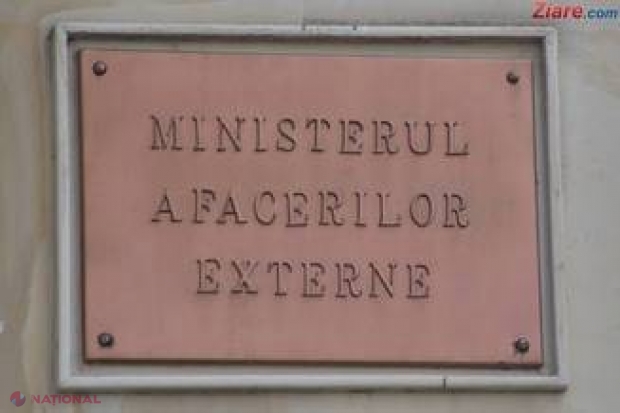 Ziare.com
MINISTERUL
AFACERILOR
EXTERNE
NATIONAL